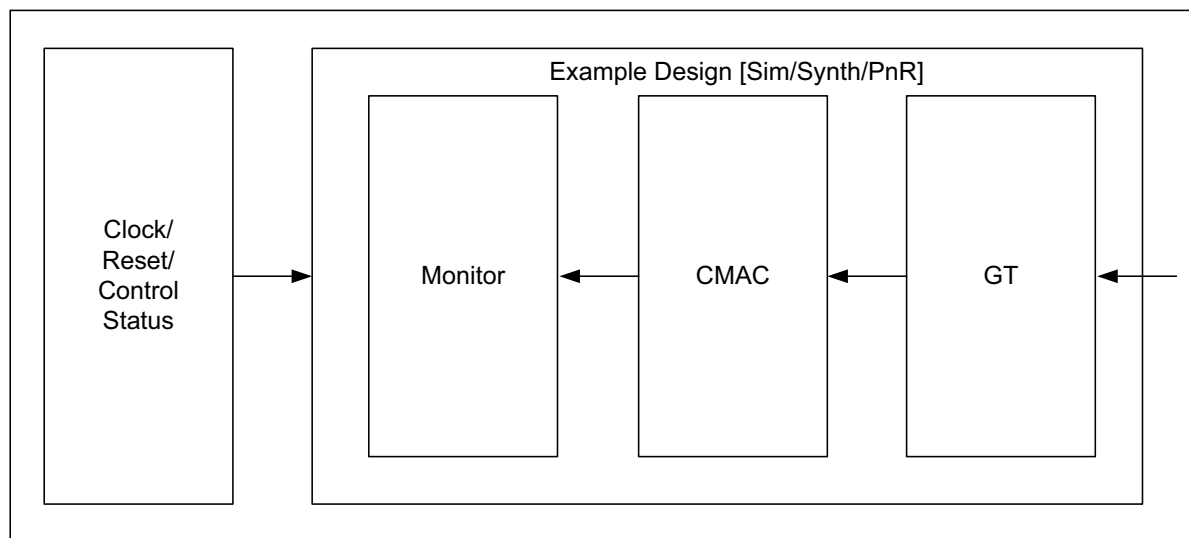 Example Design [Sim/Synth/PnR]
Clock/
Reset/
Control
Status
Monitor
CMAC
GT